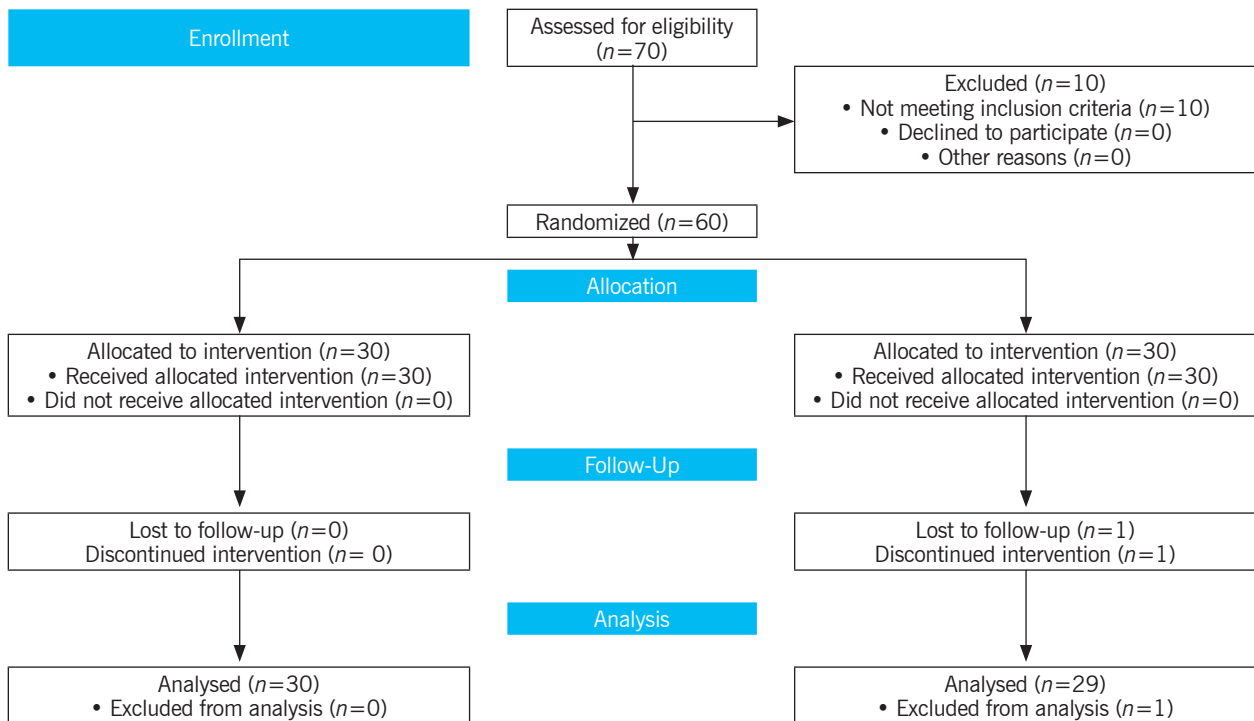 Enrollment
Assessed for eligibility
(n=70)
Excluded (n=10)
• Not meeting inclusion criteria (n=10)
• Declined to participate (n=0)
• Other reasons (n=0)
Randomized (n=60)
Allocation
Allocated to intervention (n=30)
• Received allocated intervention (n=30)
• Did not receive allocated intervention (n=0)
Allocated to intervention (n=30)
• Received allocated intervention (n=30)
• Did not receive allocated intervention (n=0)
Follow-Up
Lost to follow-up (n=0)
Discontinued intervention (n= 0)
Lost to follow-up (n=1)
Discontinued intervention (n=1)
Analysis
Analysed (n=30)
• Excluded from analysis (n=0)
Analysed (n=29)
• Excluded from analysis (n=1)